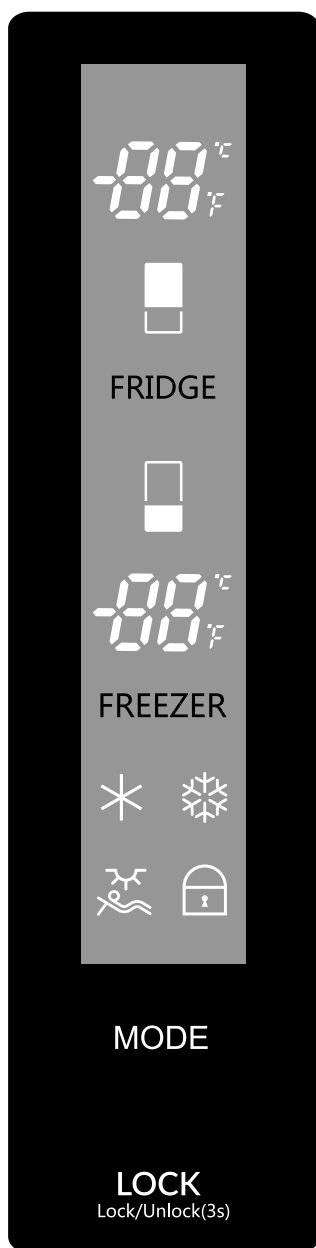 -88 °C
°F
FRIDGE
-88 °C
°F
FREEZER
MODE
LOCK
Lock/Unlock(3s)